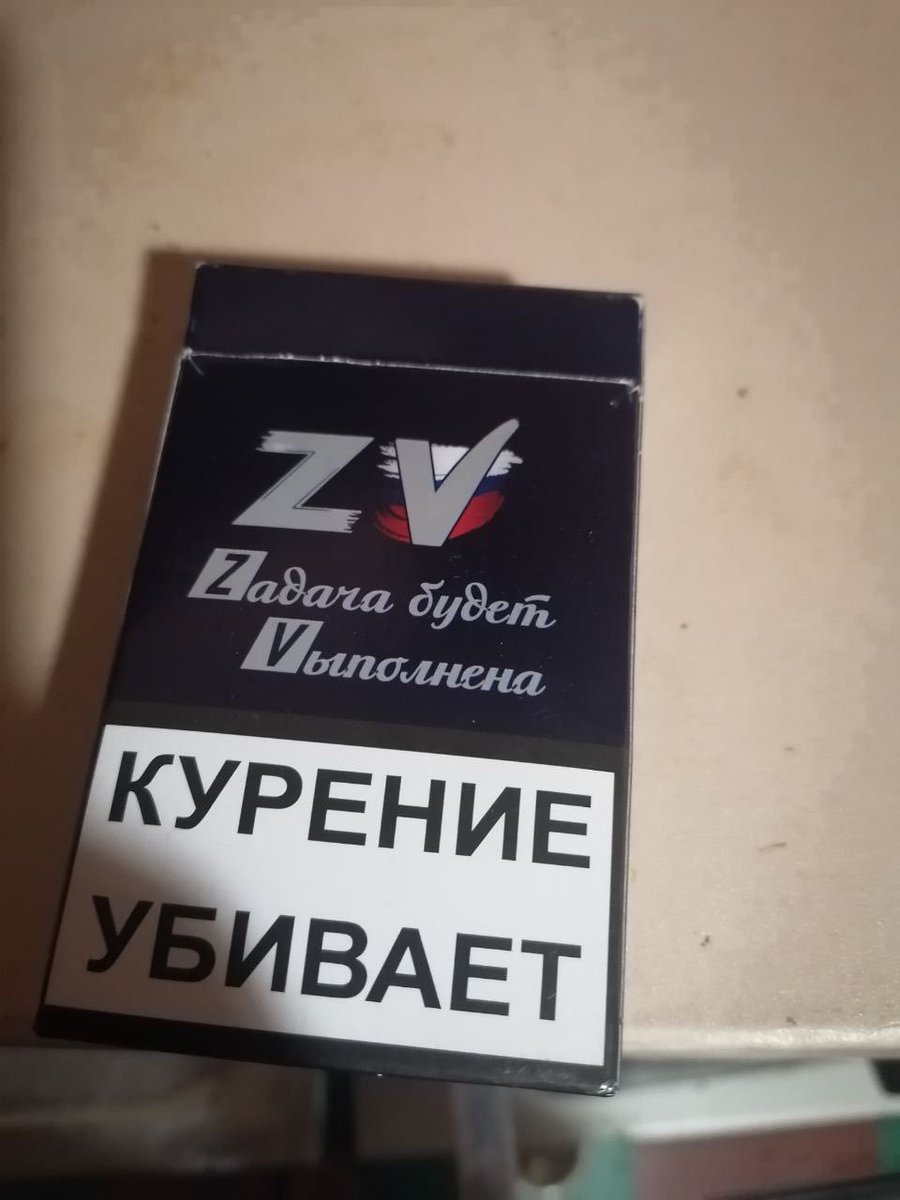 ZV
Zадача будет
Vыполнена
КУРЕНИЕ
УБИВАЕТ